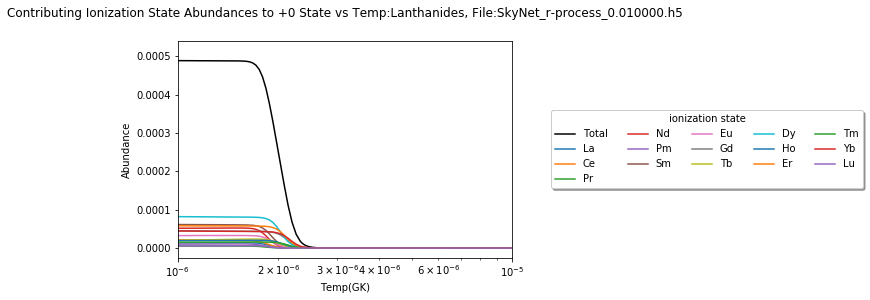 Contributing Ionization State Abundances to +0 State vs Temp:Lanthanides, File:SkyNet_r-process_0.010000.h5
0.0005
0.0004
0.0003
0.0002
0.0001
0.0000
Abundance
10⁻⁶
2 × 10⁻⁶
3 × 10⁻⁶
4 × 10⁻⁶
6 × 10⁻⁶
10⁻⁵
Temp(GK)
ionization state
Total Nd Eu Dy Tm
La Pm Gd Ho Yb
Ce Sm Tb Er Lu
Pr